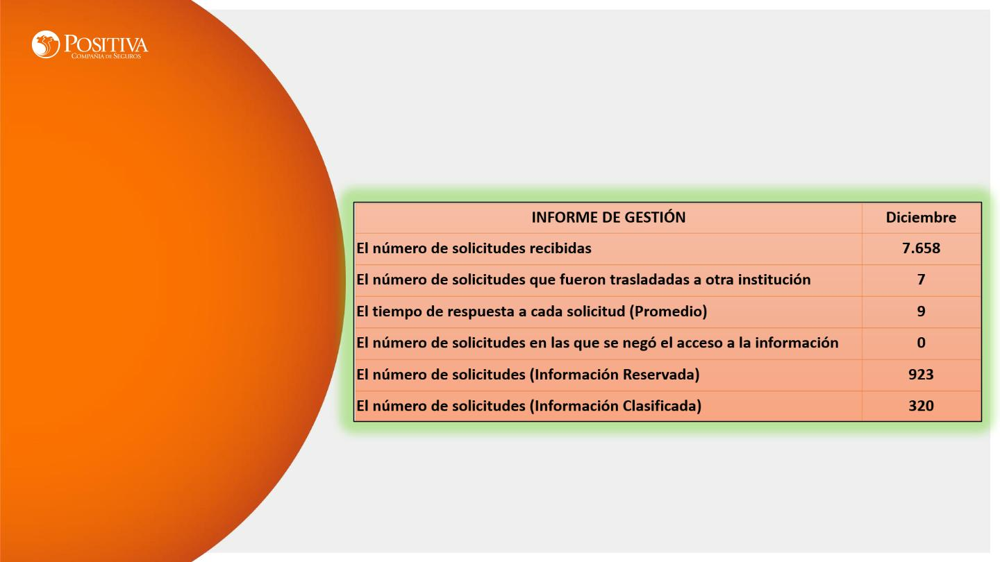 POSITIVA
COMPAÑIA DE SEGUROS
INFORME DE GESTIÓN Diciembre
El número de solicitudes recibidas 7.658
El número de solicitudes que fueron trasladadas a otra institución 7
El tiempo de respuesta a cada solicitud (Promedio) 9
El número de solicitudes en las que se negó el acceso a la información 0
El número de solicitudes (Información Reservada) 923
El número de solicitudes (Información Clasificada) 320